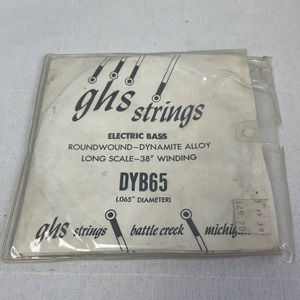 ghs strings
ELECTRIC BASS
ROUNDWOUND–DYNAMITE ALLOY
LONG SCALE–38" WINDING
DYB65
(.065" DIAMETER)
ghs strings battle creek michigan